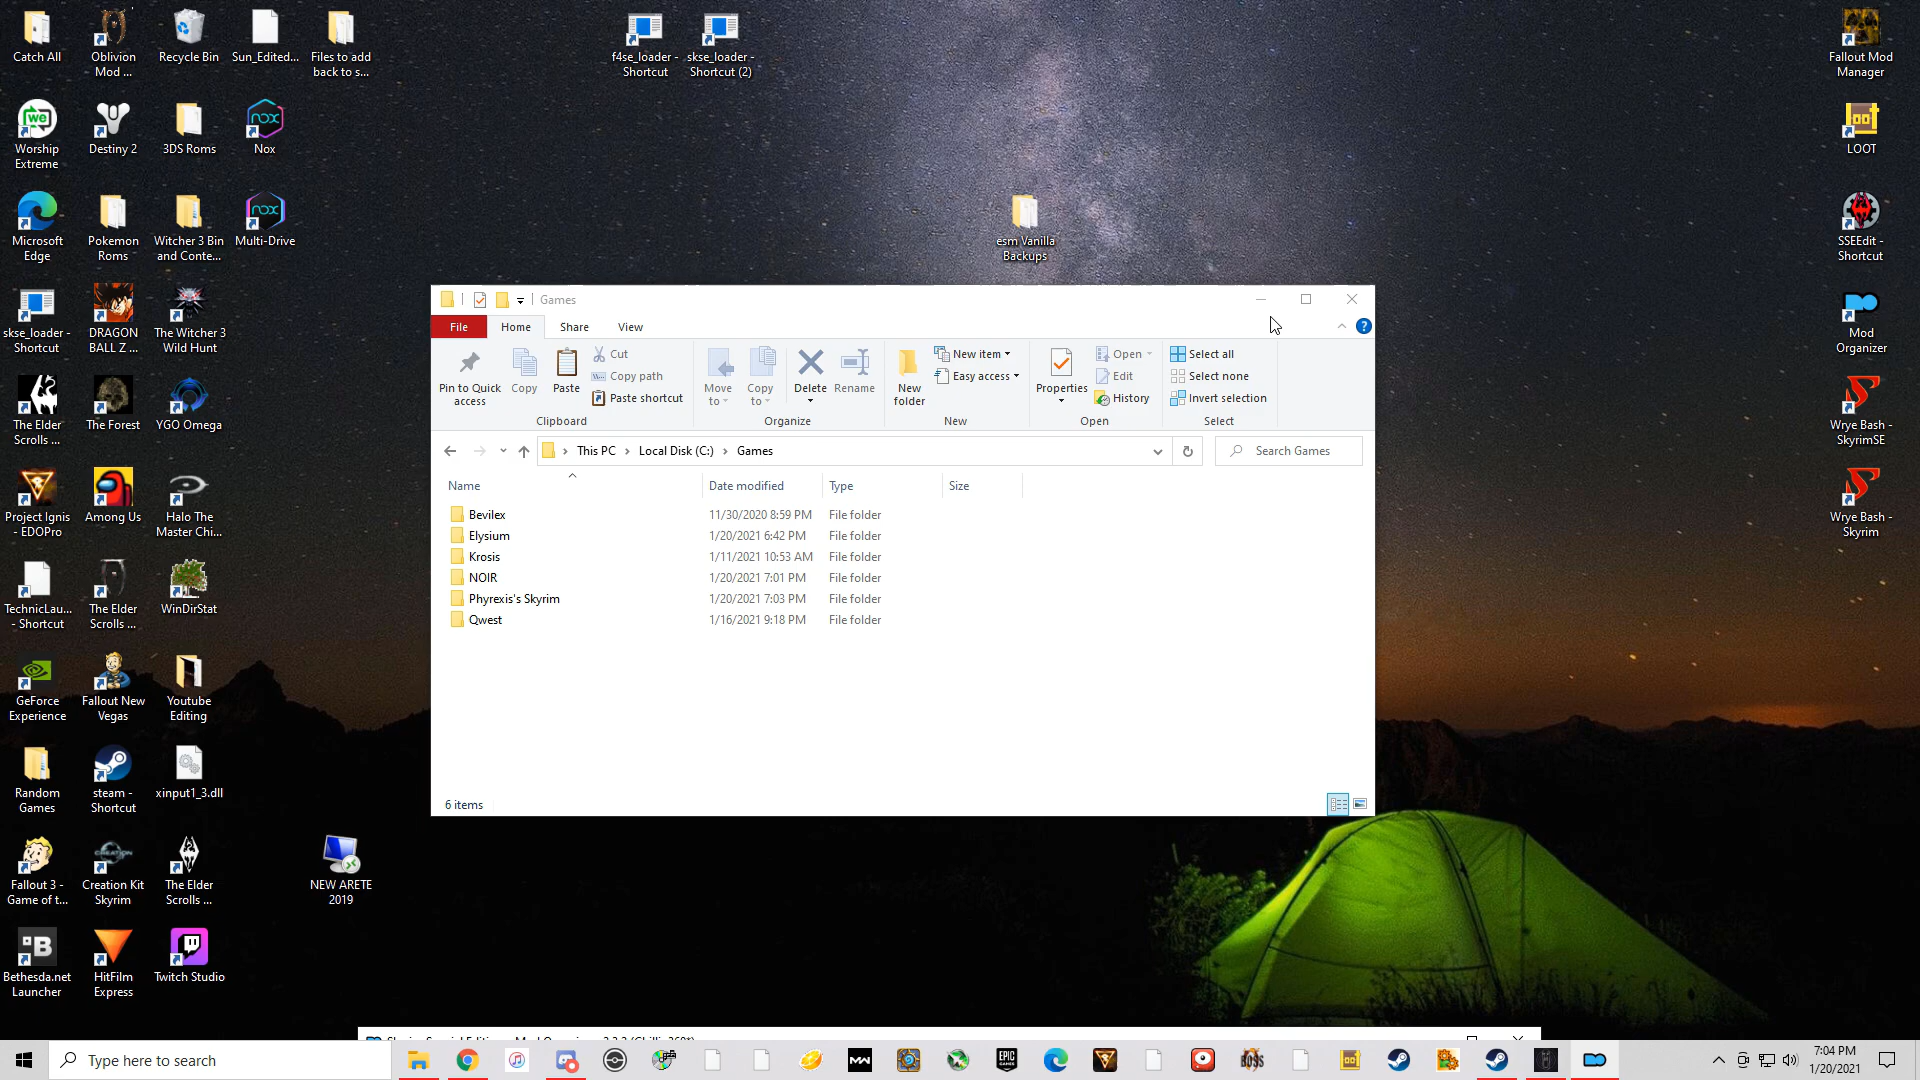 Catch All
Oblivion
Mod ...
Recycle Bin
Sun_Edited...
Files to add
back to s...
f4se_loader -
Shortcut
skse_loader -
Shortcut (2)
Fallout Mod
Manager
we
Worship
Extreme
Destiny 2
3DS Roms
nox
Nox
LOOT
Microsoft
Edge
Pokemon
Roms
Witcher 3 Bin
and Conte...
nox
Multi-Drive
esm Vanilla
Backups
SSEEdit -
Shortcut
skse_loader -
Shortcut
DRAGON
BALL Z ...
The Witcher 3
Wild Hunt
Mod
Organizer
The Elder
Scrolls ...
The Forest
YGO Omega
Wrye Bash -
SkyrimSE
Project Ignis
- EDOPro
Among Us
Halo The
Master Chi...
Wrye Bash -
Skyrim
TechnicLau...
- Shortcut
The Elder
Scrolls ...
WinDirStat
GeForce
Experience
Fallout New
Vegas
Youtube
Editing
Random
Games
steam -
Shortcut
xinput1_3.dll
Fallout 3 -
Game of t...
Creation Kit
Skyrim
The Elder
Scrolls ...
NEW ARETE
2019
Bethesda.net
Launcher
HitFilm
Express
Twitch Studio
Games
File Home Share View
Pin to Quick
access
Copy
Paste
Cut
Copy path
Paste shortcut
Clipboard
Move
to
Copy
to
Delete
Rename
Organize
New
folder
New item
Easy access
New
Properties
Open
Edit
History
Open
Select all
Select none
Invert selection
Select
This PC Local Disk (C:) Games
Search Games
Name Date modified Type Size
Bevilex 11/30/2020 8:59 PM File folder
Elysium 1/20/2021 6:42 PM File folder
Krosis 1/11/2021 10:53 AM File folder
NOIR 1/20/2021 7:01 PM File folder
Phyrexis's Skyrim 1/20/2021 7:03 PM File folder
Qwest 1/16/2021 9:18 PM File folder
6 items
Type here to search
MW
EPIC
GAMES
BOSS
7:04 PM
1/20/2021